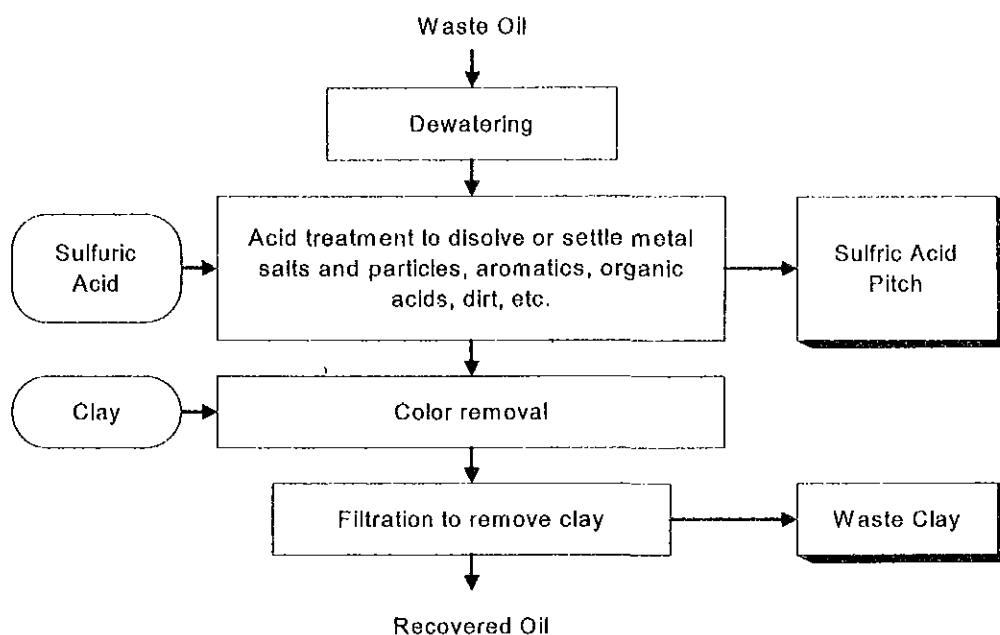 Waste Oil
Dewatering
Sulfuric
Acid
Acid treatment to disolve or settle metal
salts and particles, aromatics, organic
acids, dirt, etc.
Sulfric Acid
Pitch
Clay
Color removal
Filtration to remove clay
Waste Clay
Recovered Oil